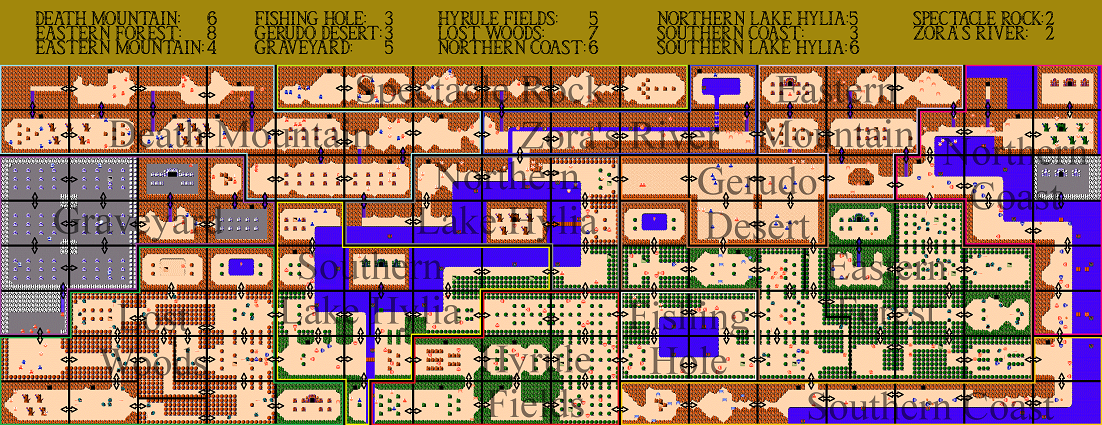 DEATH MOUNTAIN: 6
EASTERN FOREST: 8
EASTERN MOUNTAIN:4
FISHING HOLE: 3
GERUDO DESERT:3
GRAVEYARD: 5
HYRULE FIELDS: 5
LOST WOODS: 7
NORTHERN COAST:6
NORTHERN LAKE HYLIA:5
SOUTHERN COAST: 3
SOUTHERN LAKE HYLIA:6
SPECTACLE ROCK:2
ZORA'S RIVER: 2
Spectacle Rock
Eastern
Mountain
Death Mountain
Zora's River
Northern
Coast
Northern
Lake Hylia
Gerudo
Desert
Graveyard
Southern
Lake Hylia
Eastern
Forest
Lost
Woods
Fishing
Hole
Hyrule
Fields
Southern Coast